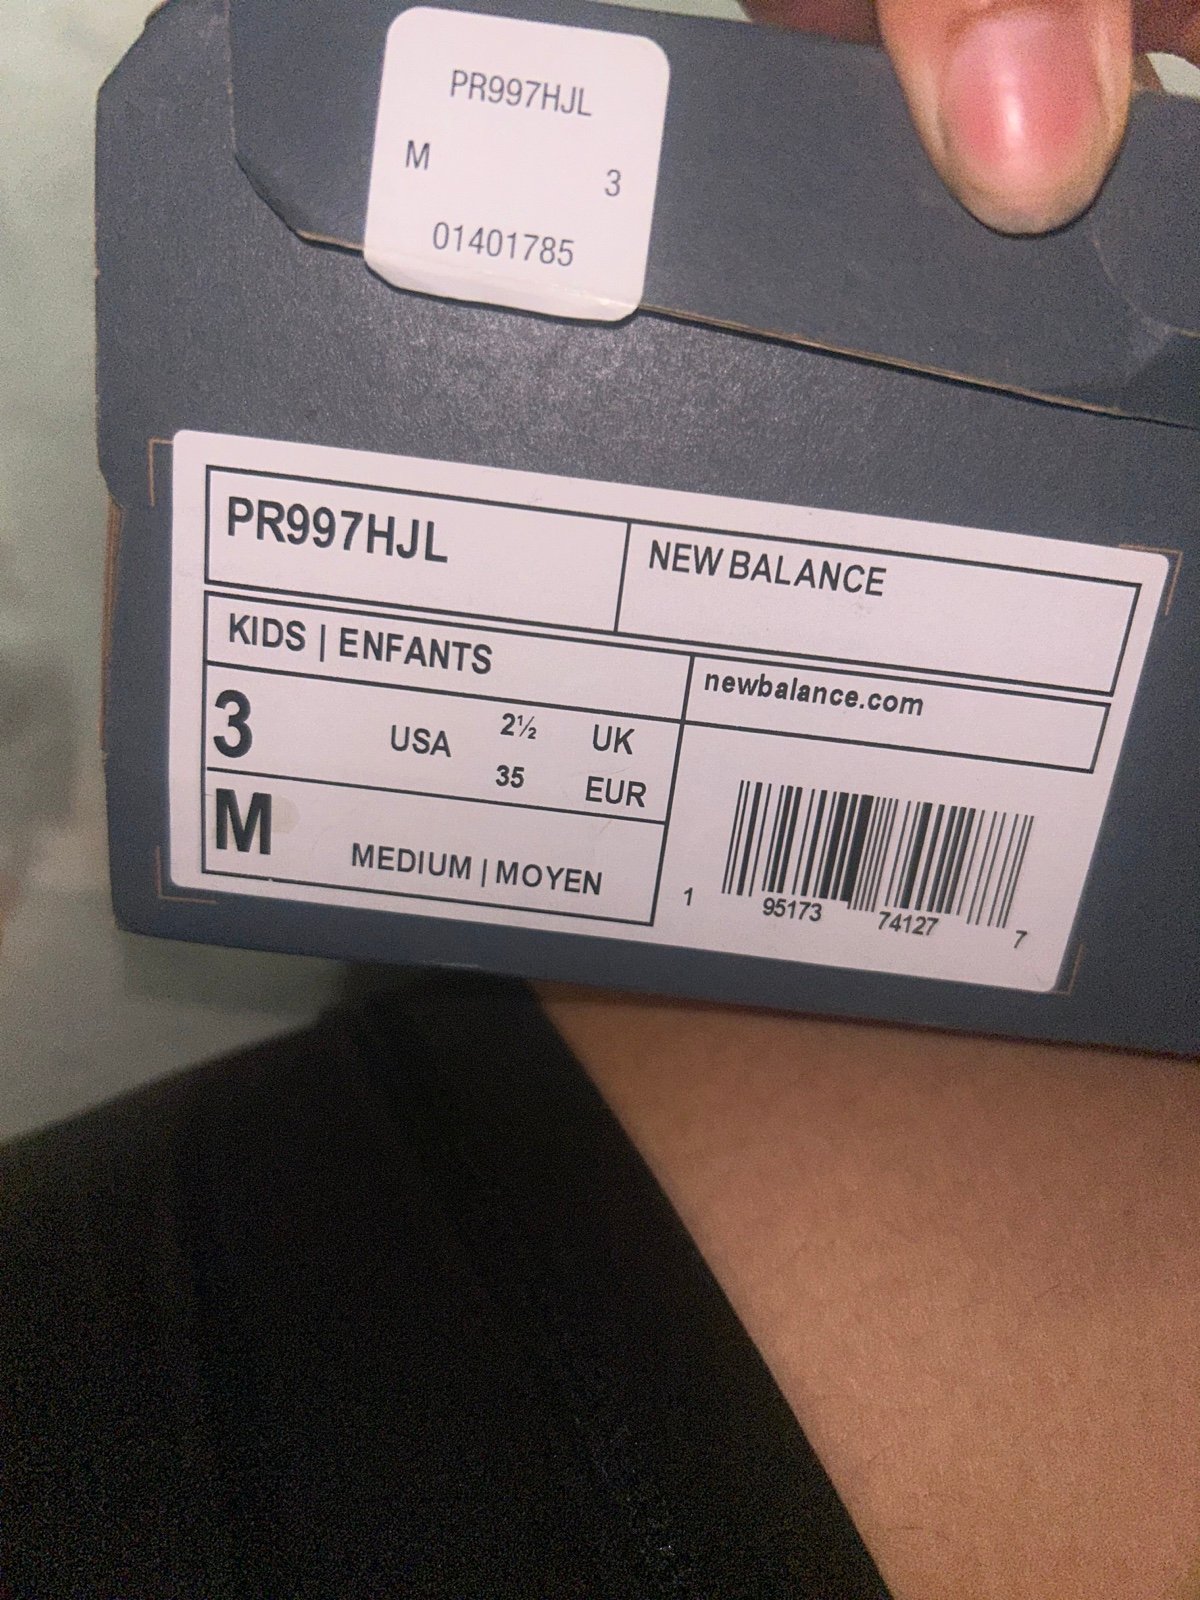 PR997HJL
M
3
01401785
PR997HJL
NEW BALANCE
KIDS | ENFANTS
newbalance.com
3 USA 2½ UK
35 EUR
M MEDIUM | MOYEN
1 95173 74127 7